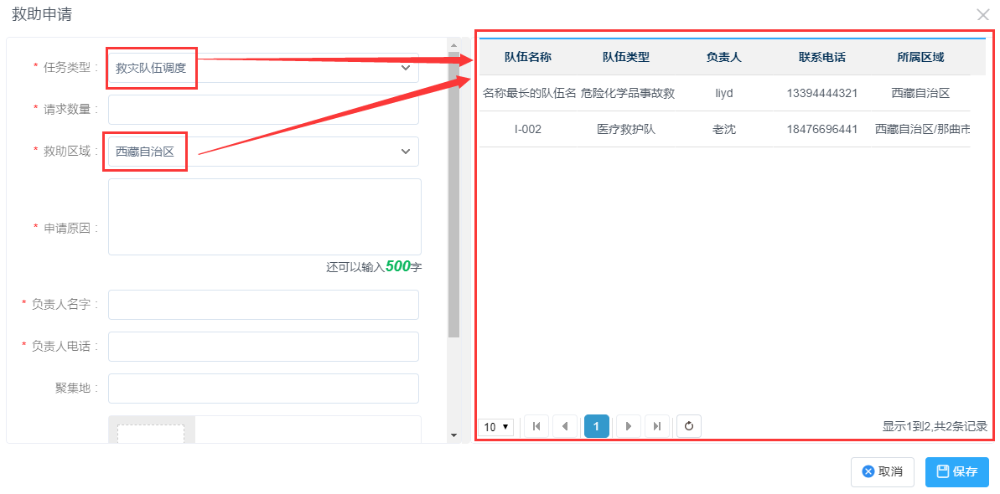 救助申请
* 任务类型 : 救灾队伍调度
* 请求数量 :
* 救助区域 : 西藏自治区
* 申请原因 :
还可以输入500字
* 负责人名字 :
* 负责人电话 :
聚集地 :
队伍名称 队伍类型 负责人 联系电话 所属区域
名称最长的队伍名 危险化学品事故救 liyd 13394444321 西藏自治区
I-002 医疗救护队 老沈 18476696441 西藏自治区/那曲市
10 1 显示1到2,共2条记录
取消 保存